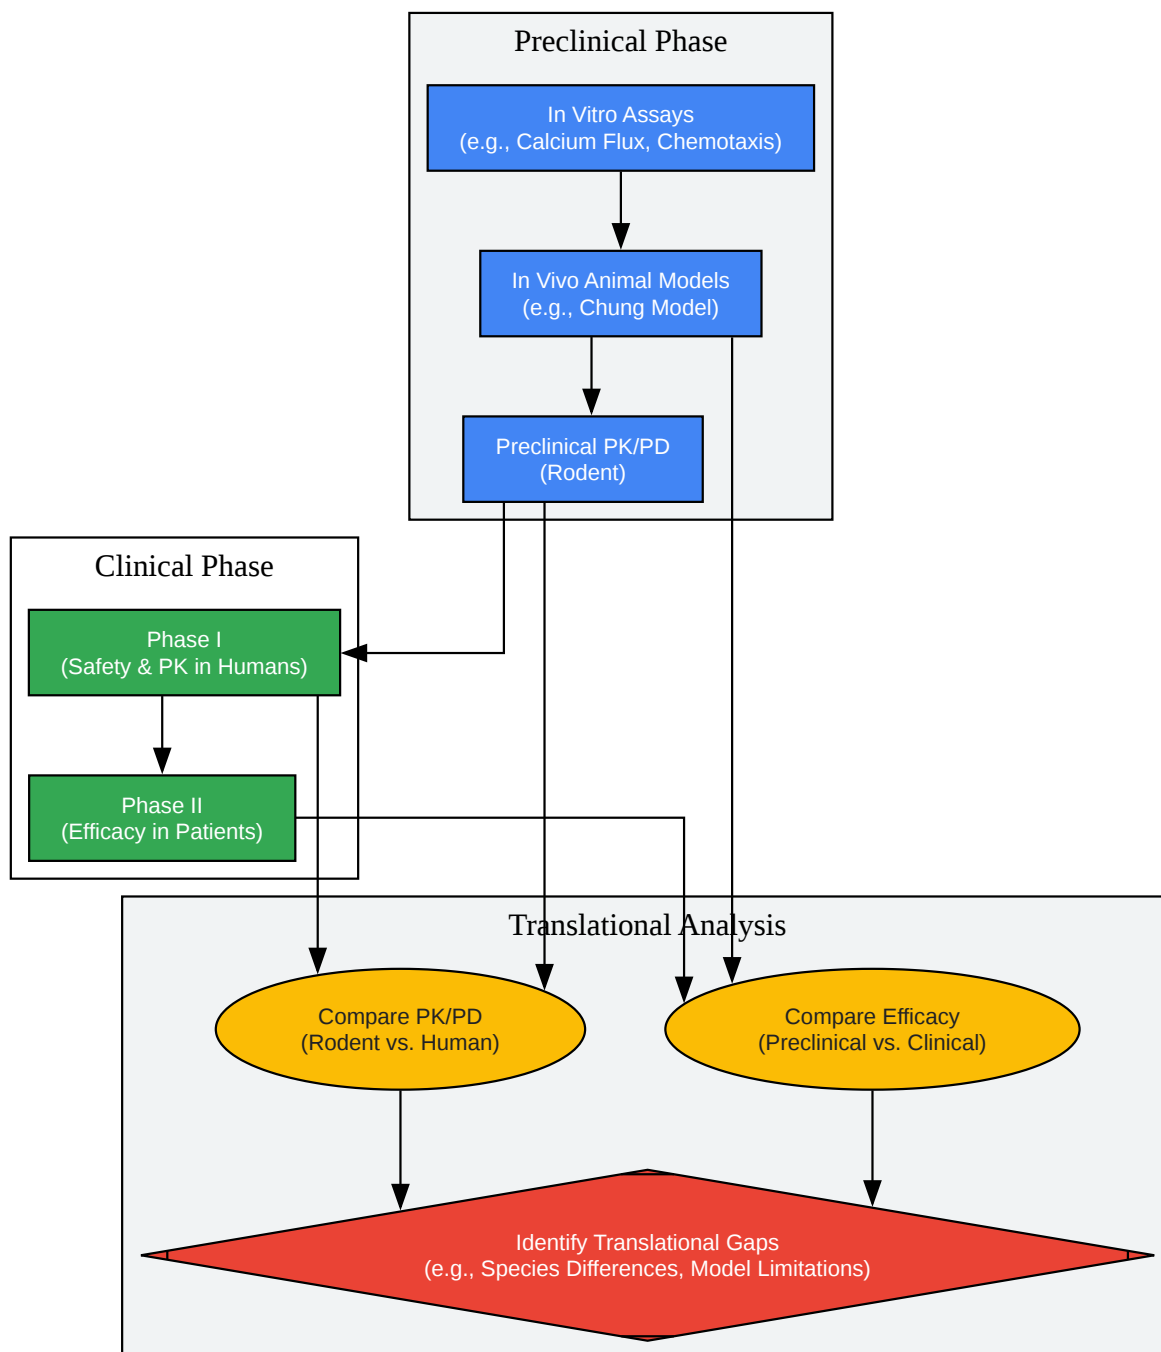 Preclinical Phase
In Vitro Assays
(e.g., Calcium Flux, Chemotaxis)
In Vivo Animal Models
(e.g., Chung Model)
Preclinical PK/PD
(Rodent)
Clinical Phase
Phase I
(Safety & PK in Humans)
Phase II
(Efficacy in Patients)
Translational Analysis
Compare PK/PD
(Rodent vs. Human)
Compare Efficacy
(Preclinical vs. Clinical)
Identify Translational Gaps
(e.g., Species Differences, Model Limitations)